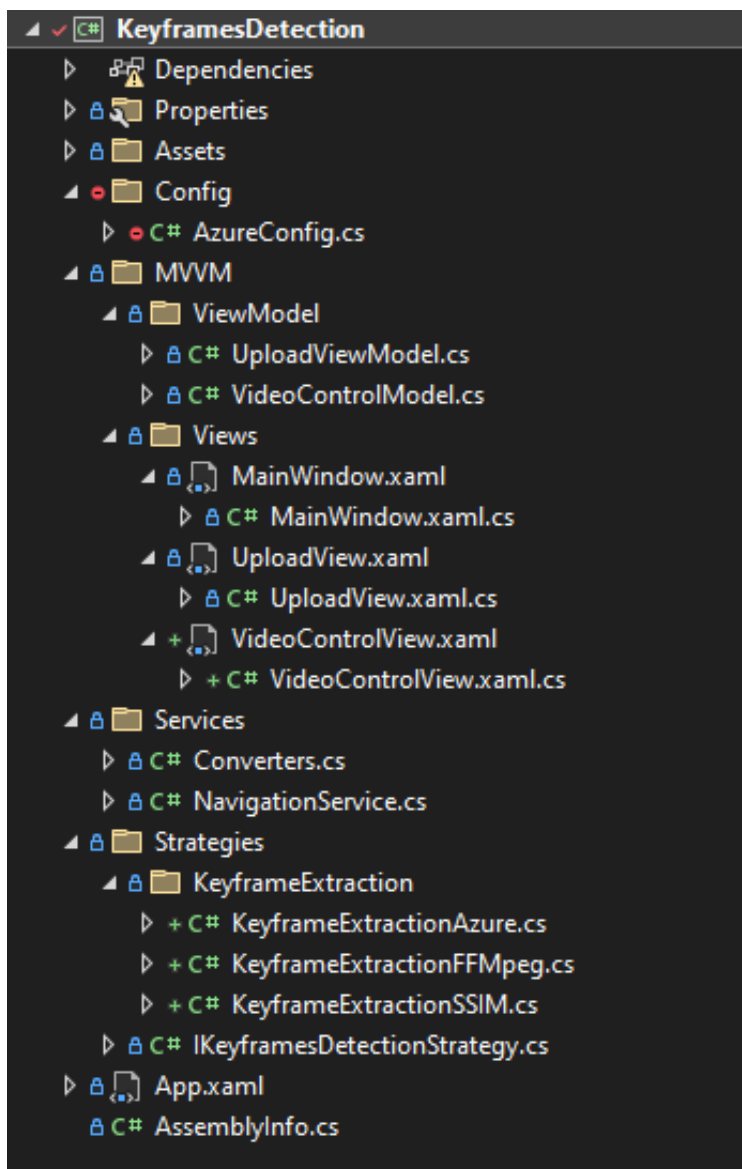 C# KeyframesDetection
Dependencies
Properties
Assets
Config
C# AzureConfig.cs
MVVM
ViewModel
C# UploadViewModel.cs
C# VideoControlModel.cs
Views
MainWindow.xaml
C# MainWindow.xaml.cs
UploadView.xaml
C# UploadView.xaml.cs
VideoControlView.xaml
C# VideoControlView.xaml.cs
Services
C# Converters.cs
C# NavigationService.cs
Strategies
KeyframeExtraction
C# KeyframeExtractionAzure.cs
C# KeyframeExtractionFFMpeg.cs
C# KeyframeExtractionSSIM.cs
C# IKeyframesDetectionStrategy.cs
App.xaml
C# AssemblyInfo.cs